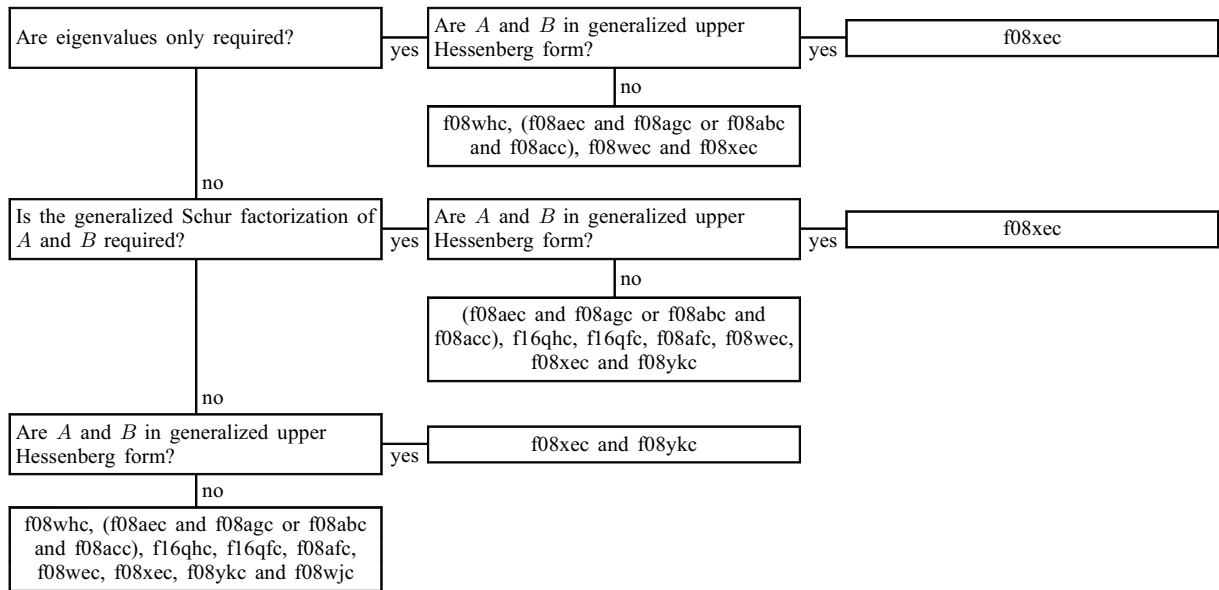 Are eigenvalues only required?
yes
Are A and B in generalized upper
Hessenberg form?
yes
f08xec
no
f08whc, (f08aec and f08agc or f08abc
and f08acc), f08wec and f08xec
no
Is the generalized Schur factorization of
A and B required?
yes
Are A and B in generalized upper
Hessenberg form?
yes
f08xec
no
(f08aec and f08agc or f08abc and
f08acc), f16qhc, f16qfc, f08afc, f08wec,
f08xec and f08ykc
no
Are A and B in generalized upper
Hessenberg form?
yes
f08xec and f08ykc
no
f08whc, (f08aec and f08agc or f08abc
and f08acc), f16qhc, f16qfc, f08afc,
f08wec, f08xec, f08ykc and f08wjc